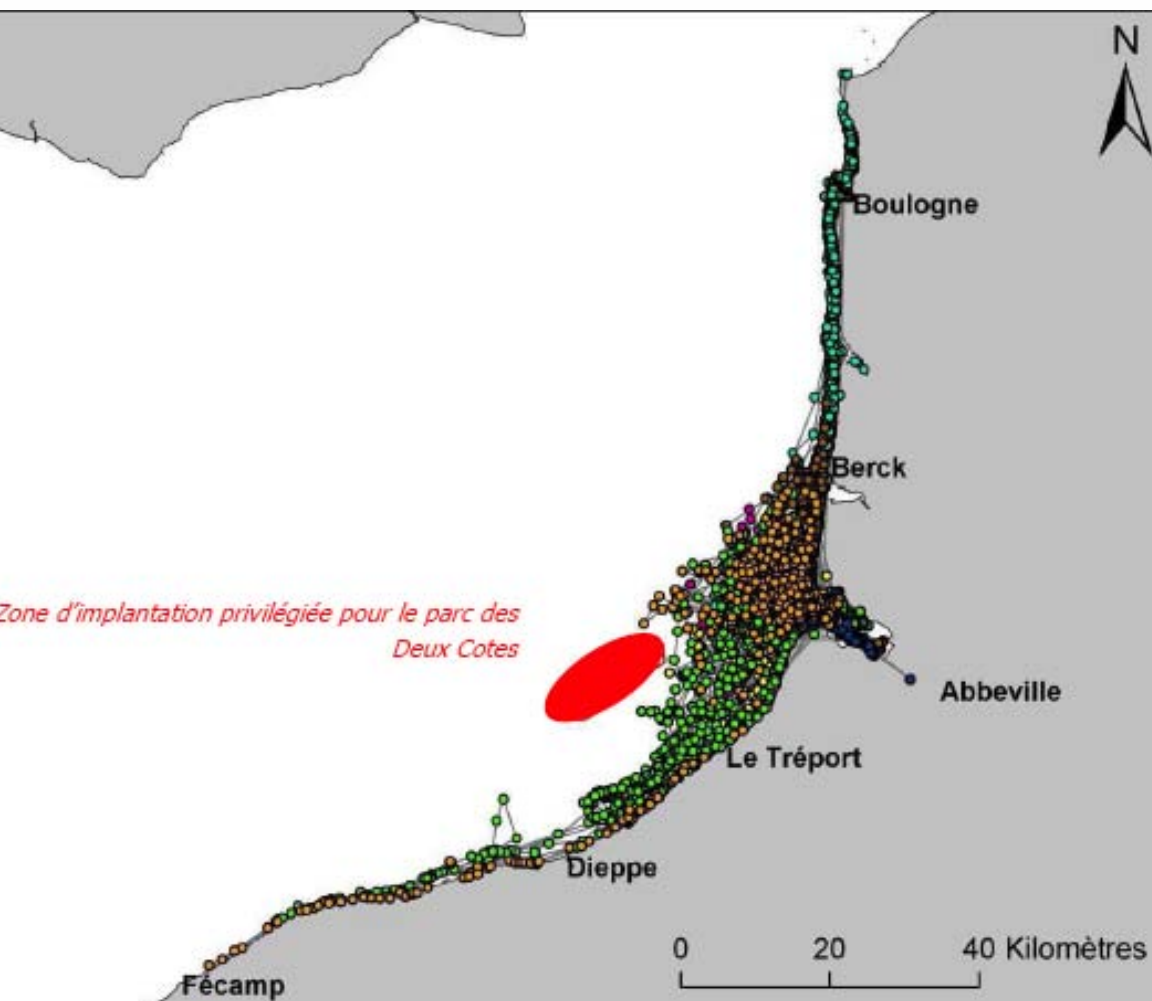 N
Boulogne
Berck
Zone d'implantation privilégiée pour le parc des
Deux Cotes
Abbeville
Le Tréport
Dieppe
0 20 40 Kilomètres
Fécamp